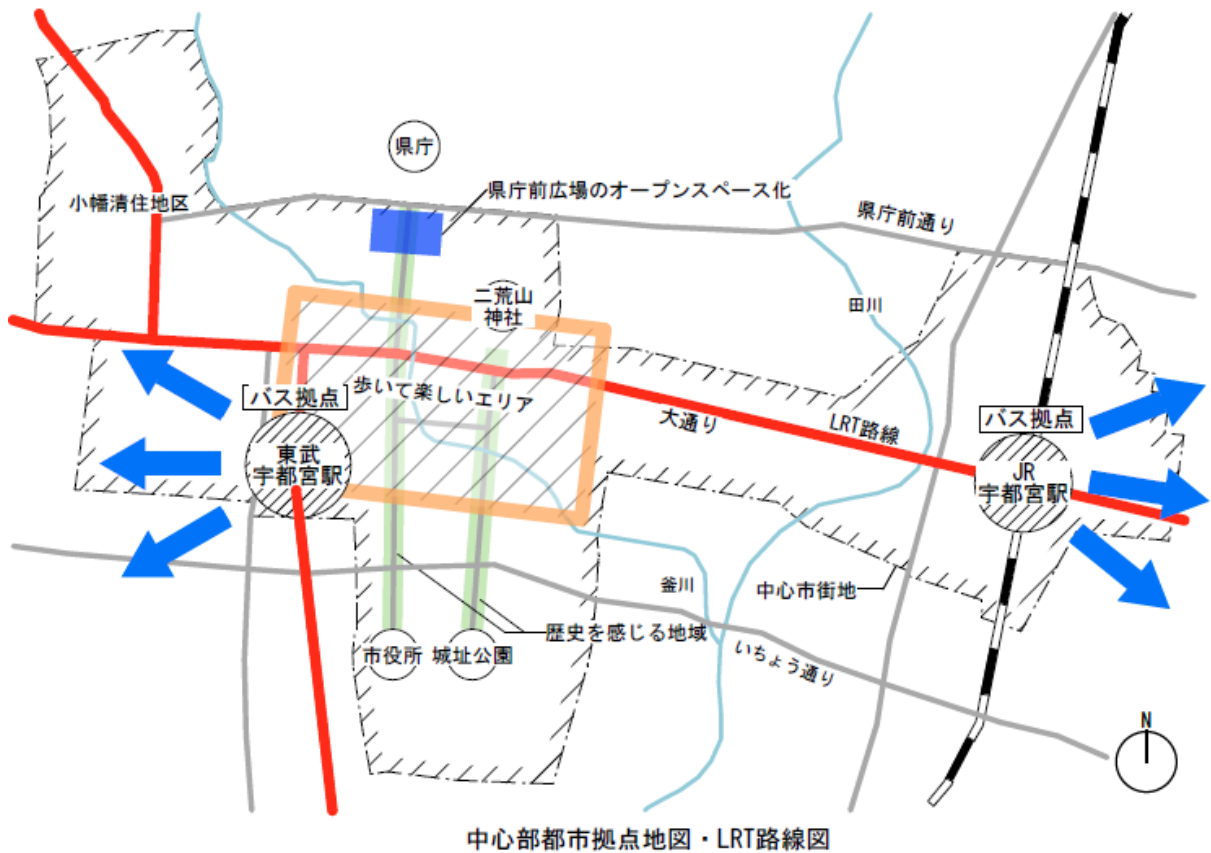 県庁
県庁前広場のオープンスペース化
小幡清住地区
県庁前通り
二荒山
神社
田川
バス拠点
歩いて楽しいエリア
大通り
LRT路線
バス拠点
東武
宇都宮駅
JR
宇都宮駅
釜川
中心市街地
歴史を感じる地域
市役所
城址公園
いちょう通り
N
中心部都市拠点地図・LRT路線図